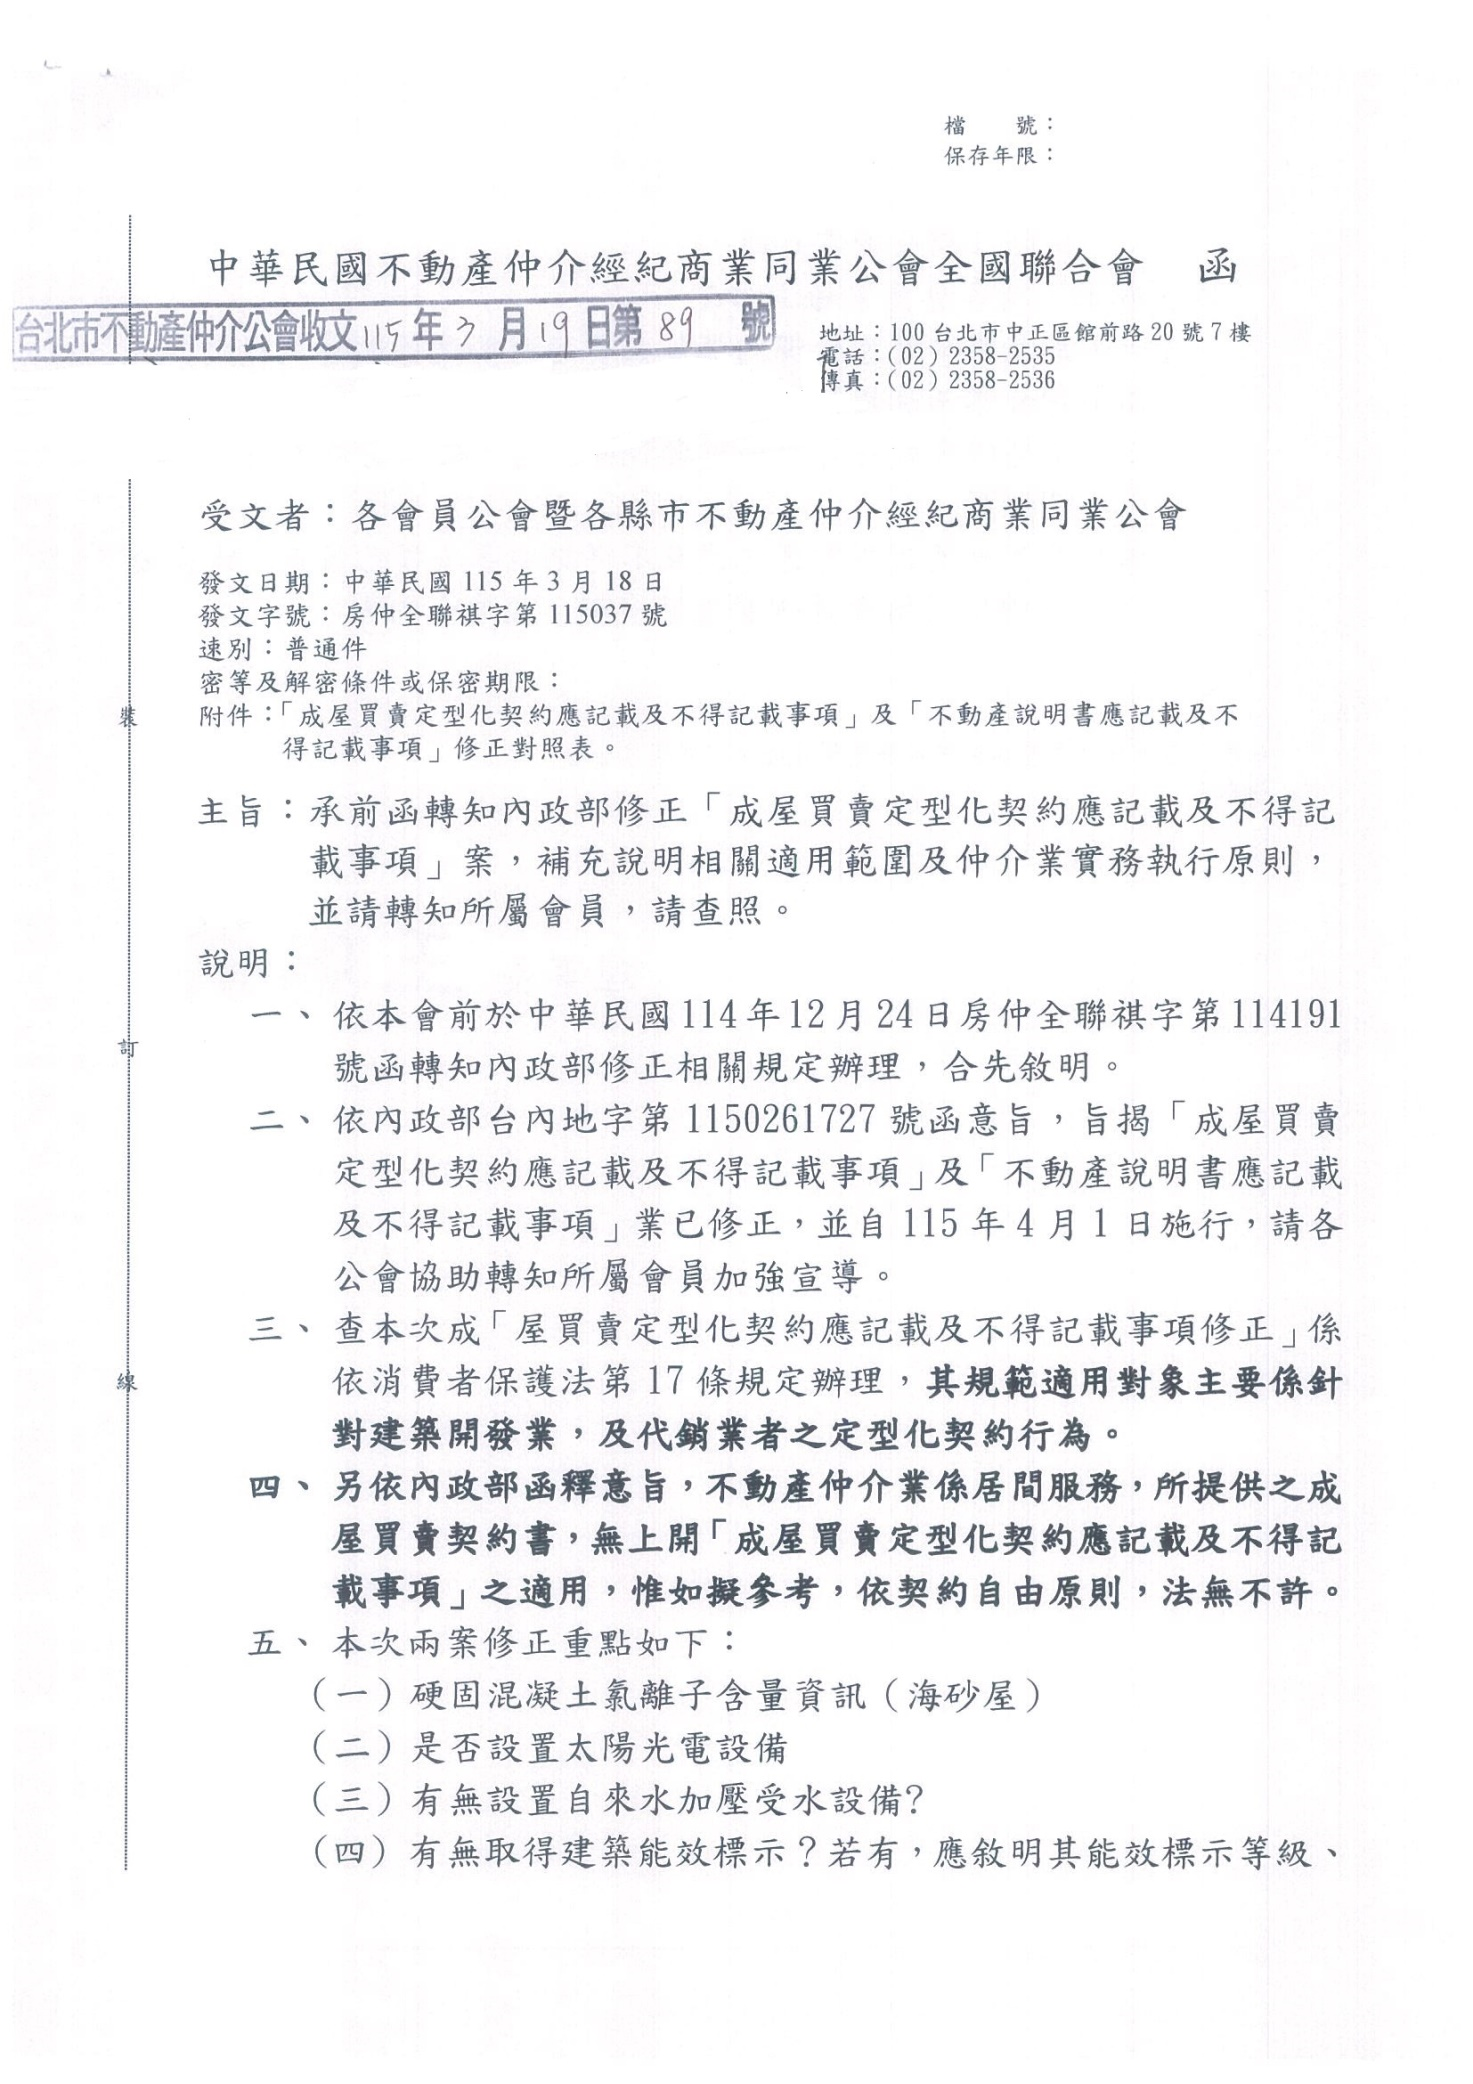 檔　　號：
保存年限：
中華民國不動產仲介經紀商業同業公會全國聯合會　函
台北市不動產仲介公會收文115年3月19日第89號
地址：100台北市中正區館前路20號7樓
電話：(02)2358-2535
傳真：(02)2358-2536
受文者：各會員公會暨各縣市不動產仲介經紀商業同業公會
發文日期：中華民國115年3月18日
發文字號：房仲全聯祺字第115037號
速別：普通件
密等及解密條件或保密期限：
附件：「成屋買賣定型化契約應記載及不得記載事項」及「不動產說明書應記載及不
得記載事項」修正對照表。
主旨：承前函轉知內政部修正「成屋買賣定型化契約應記載及不得記
載事項」案，補充說明相關適用範圍及仲介業實務執行原則，
並請轉知所屬會員，請查照。
說明：
一、依本會前於中華民國114年12月24日房仲全聯祺字第114191
號函轉知內政部修正相關規定辦理，合先敘明。
二、依內政部台內地字第1150261727號函意旨，旨揭「成屋買賣
定型化契約應記載及不得記載事項」及「不動產說明書應記載
及不得記載事項」業已修正，並自115年4月1日施行，請各
公會協助轉知所屬會員加強宣導。
三、查本次成「屋買賣定型化契約應記載及不得記載事項修正」係
依消費者保護法第17條規定辦理，其規範適用對象主要係針
對建築開發業，及代銷業者之定型化契約行為。
四、另依內政部函釋意旨，不動產仲介業係居間服務，所提供之成
屋買賣契約書，無上開「成屋買賣定型化契約應記載及不得記
載事項」之適用，惟如擬參考，依契約自由原則，法無不許。
五、本次兩案修正重點如下：
（一）硬固混凝土氯離子含量資訊（海砂屋）
（二）是否設置太陽光電設備
（三）有無設置自來水加壓受水設備?
（四）有無取得建築能效標示？若有，應敘明其能效標示等級、
裝
訂
線